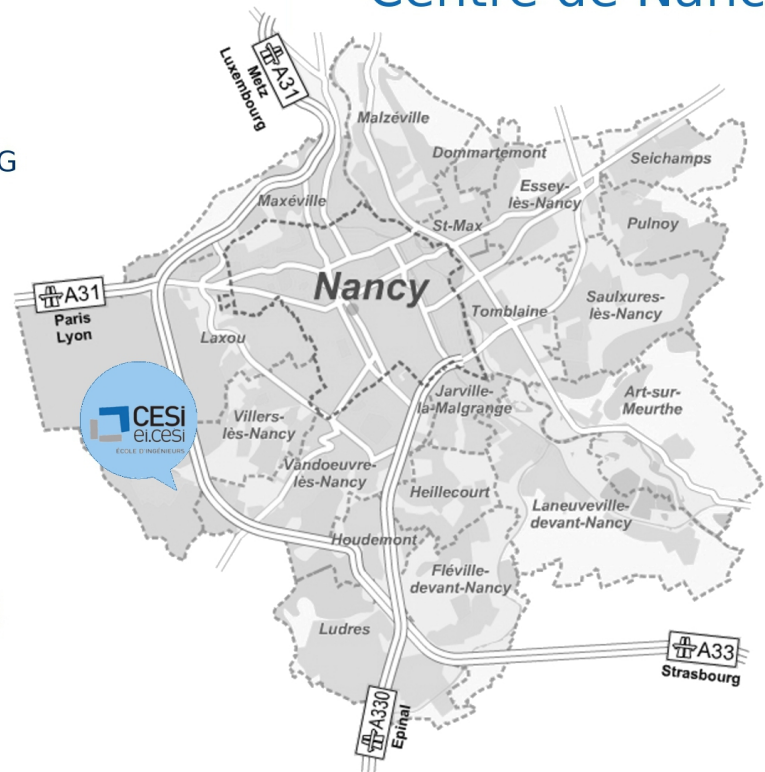 Centre de Nanc
G
A31
Metz
Luxembourg
Malzéville
Dommartemont
Seichamps
Essey-
lès-Nancy
Maxéville
St-Max
Pulnoy
Nancy
A31
Paris
Lyon
Saulxures-
lès-Nancy
Tomblaine
Laxou
CESi
ei.cesi
ÉCOLE D'INGÉNIEURS
Villers-
lès-Nancy
Jarville-
la-Malgrange
Art-sur-
Meurthe
Vandoeuvre-
lès-Nancy
Heillecourt
Laneuveville-
devant-Nancy
Houdemont
Fléville-
devant-Nancy
Ludres
A33
Strasbourg
A330
Epinal